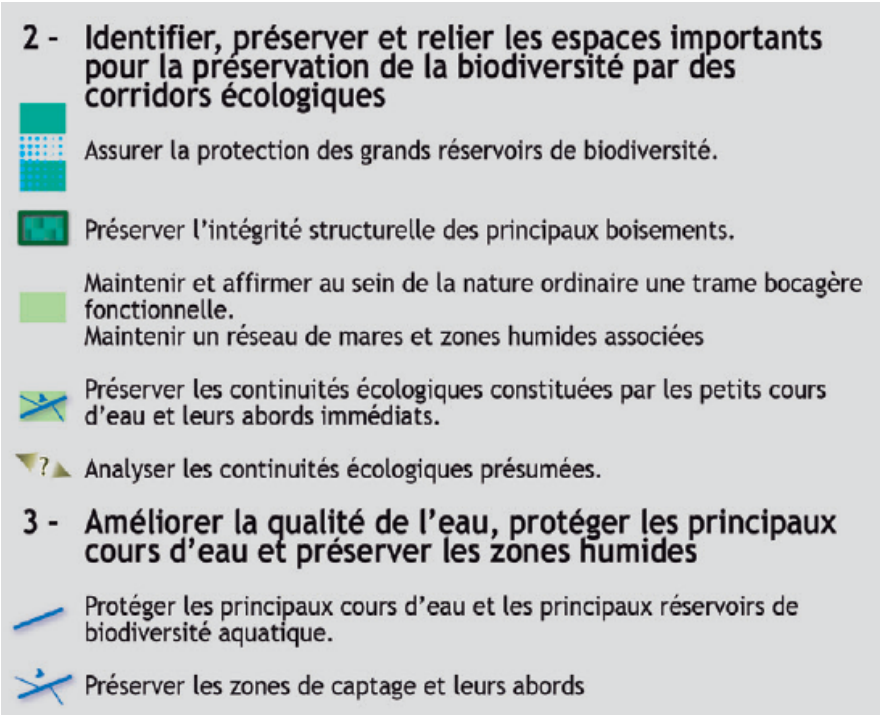 2 - Identifier, préserver et relier les espaces importants
pour la préservation de la biodiversité par des
corridors écologiques
Assurer la protection des grands réservoirs de biodiversité.
Préserver l'intégrité structurelle des principaux boisements.
Maintenir et affirmer au sein de la nature ordinaire une trame bocagère
fonctionnelle.
Maintenir un réseau de mares et zones humides associées
Préserver les continuités écologiques constituées par les petits cours
d'eau et leurs abords immédiats.
? Analyser les continuités écologiques présumées.
3 - Améliorer la qualité de l'eau, protéger les principaux
cours d'eau et préserver les zones humides
Protéger les principaux cours d'eau et les principaux réservoirs de
biodiversité aquatique.
Préserver les zones de captage et leurs abords